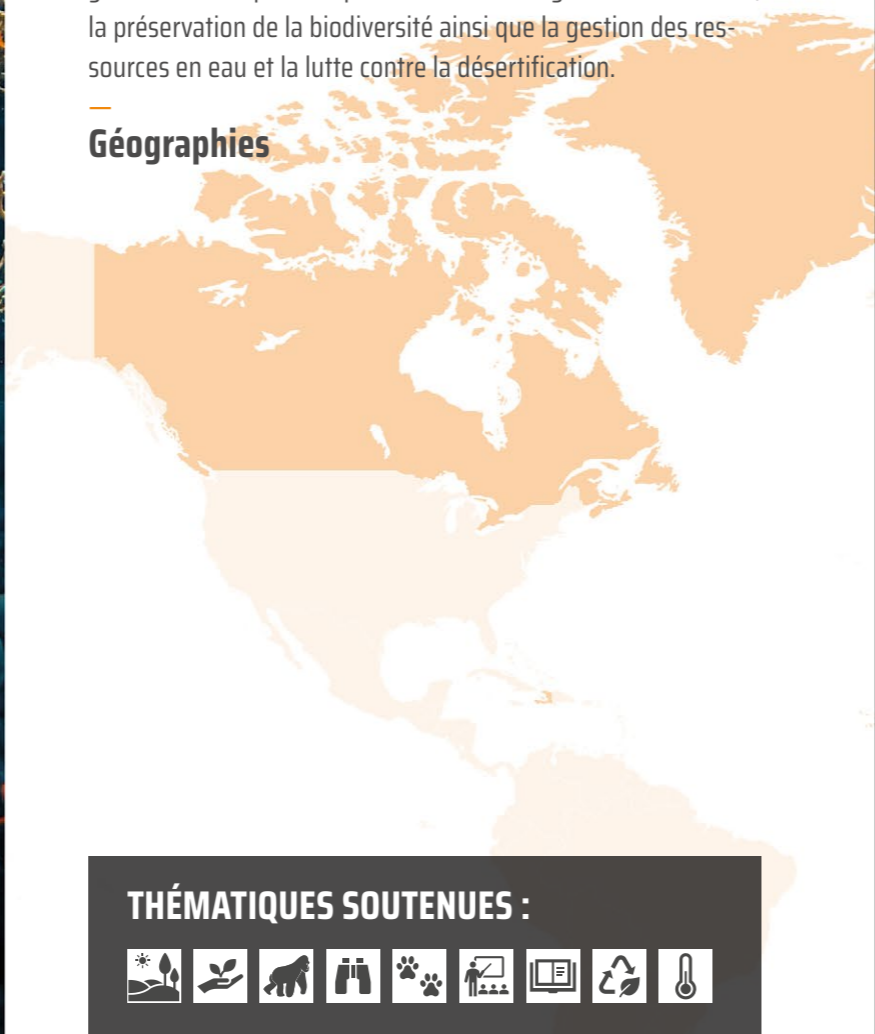 la préservation de la biodiversité ainsi que la gestion des res-
sources en eau et la lutte contre la désertification.
Géographies
THÉMATIQUES SOUTENUES :